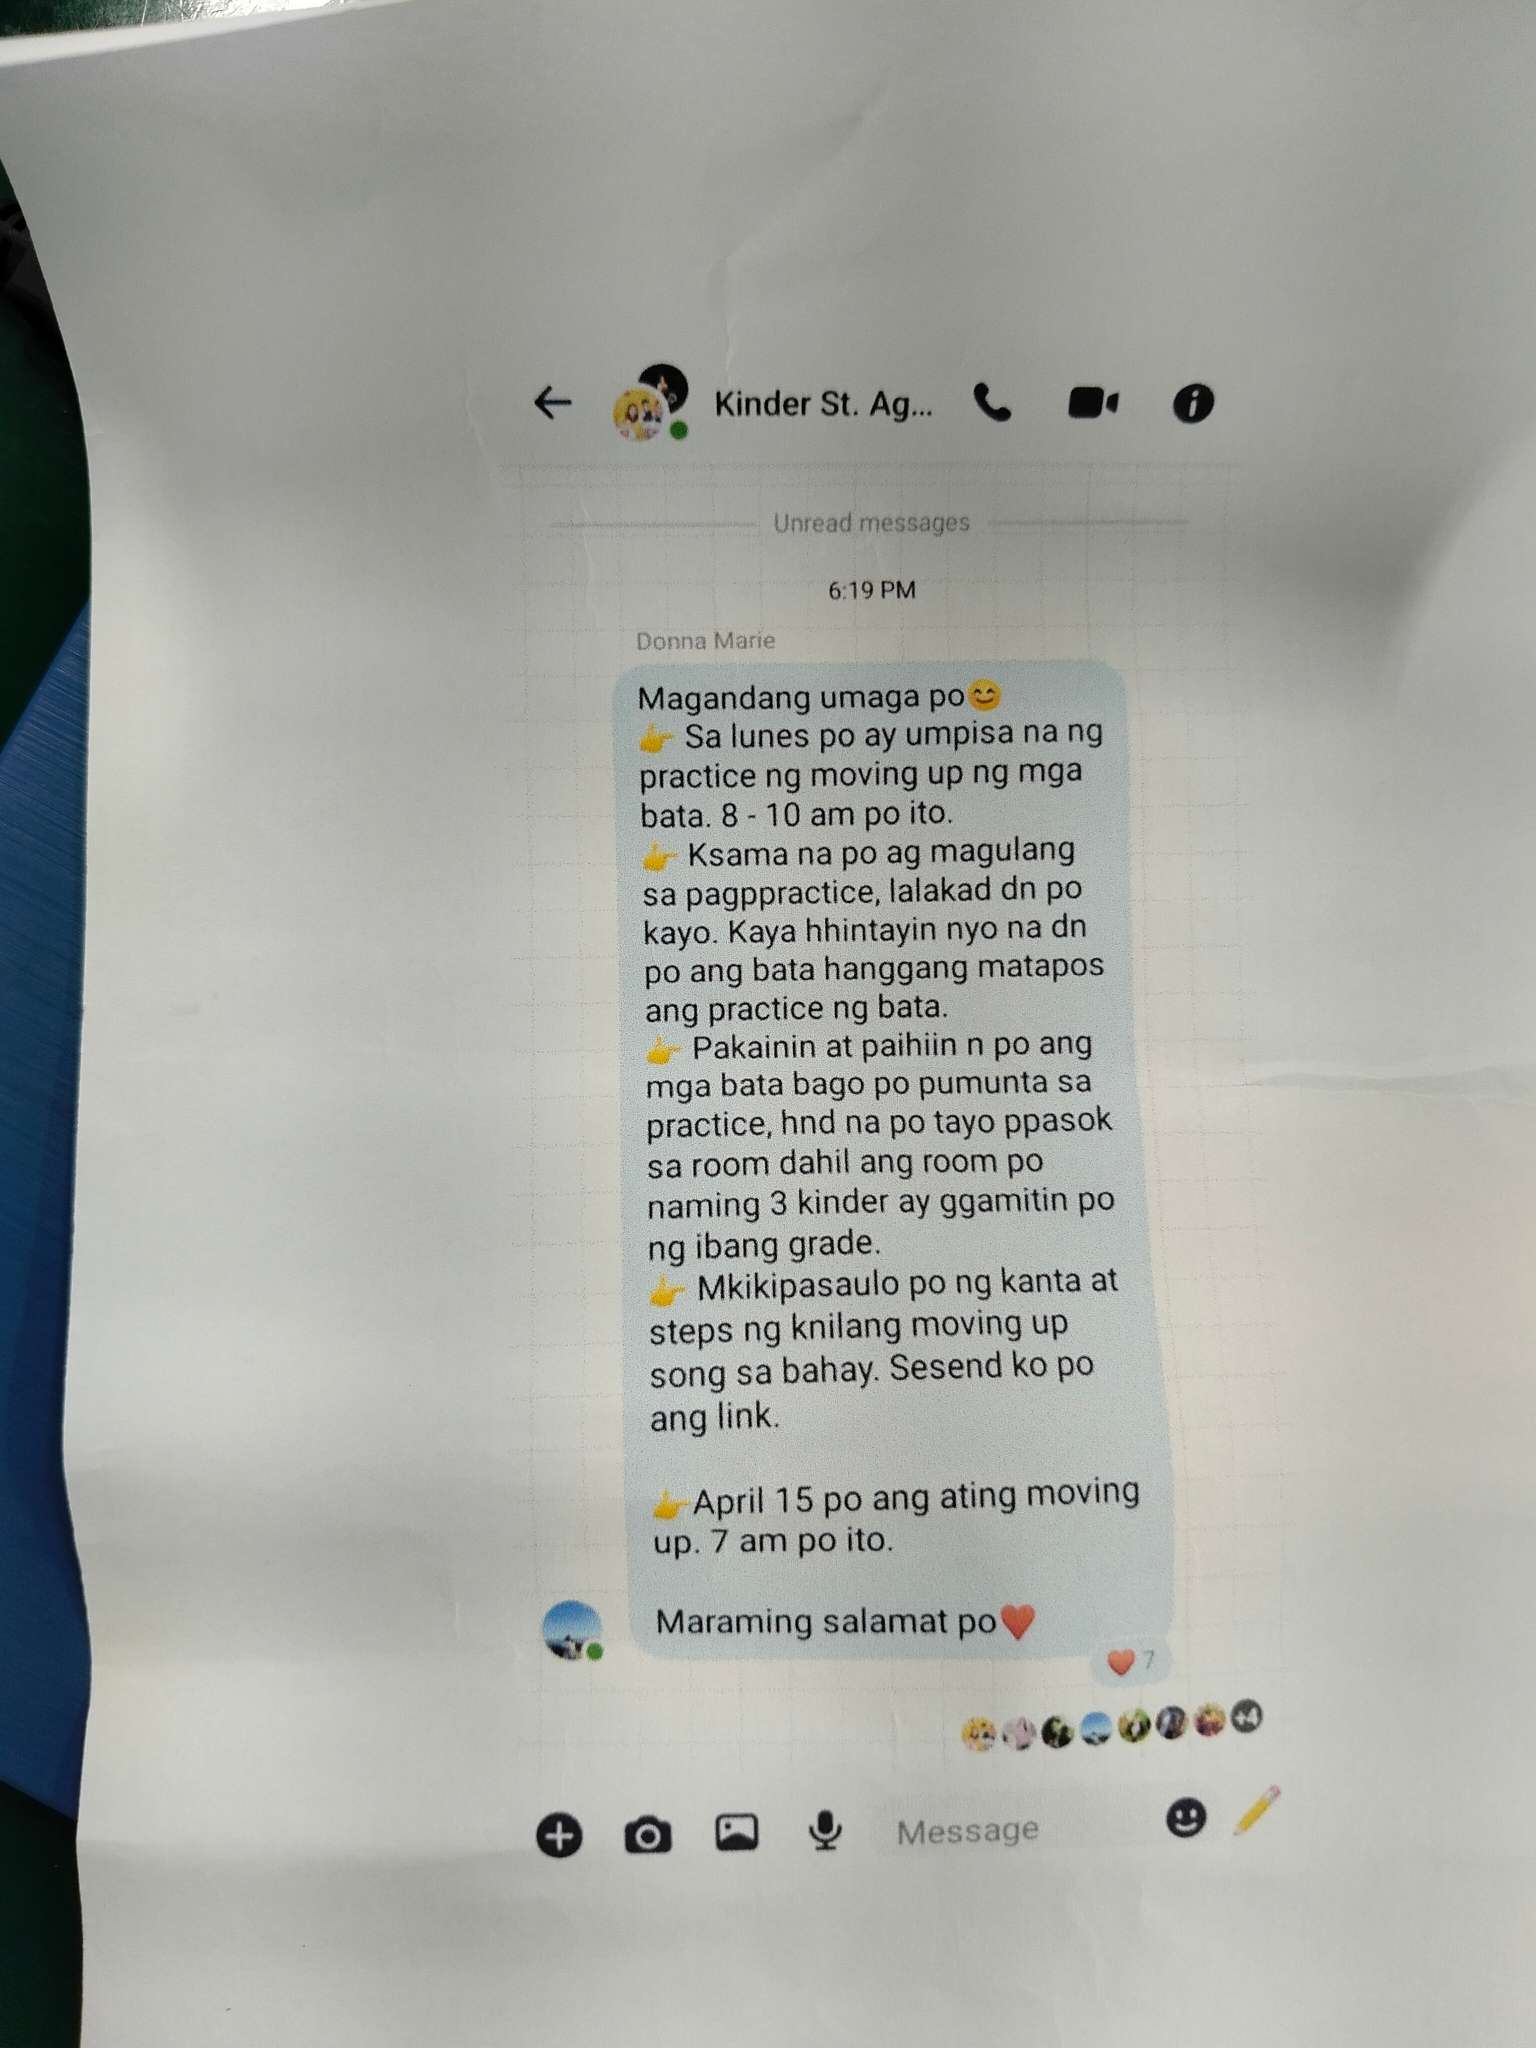 Kinder St. Ag...
Unread messages
6:19 PM
Donna Marie
Magandang umaga po😊
👉 Sa lunes po ay umpisa na ng
practice ng moving up ng mga
bata. 8 - 10 am po ito.
👉 Ksama na po ag magulang
sa pagppractice, lalakad dn po
kayo. Kaya hhintayin nyo na dn
po ang bata hanggang matapos
ang practice ng bata.
👉 Pakainin at paihiin n po ang
mga bata bago po pumunta sa
practice, hnd na po tayo ppasok
sa room dahil ang room po
naming 3 kinder ay ggamitin po
ng ibang grade.
👉 Mkikipasaulo po ng kanta at
steps ng knilang moving up
song sa bahay. Sesend ko po
ang link.
👉April 15 po ang ating moving
up. 7 am po ito.
Maraming salamat po❤️
❤️ 7
+4
Message